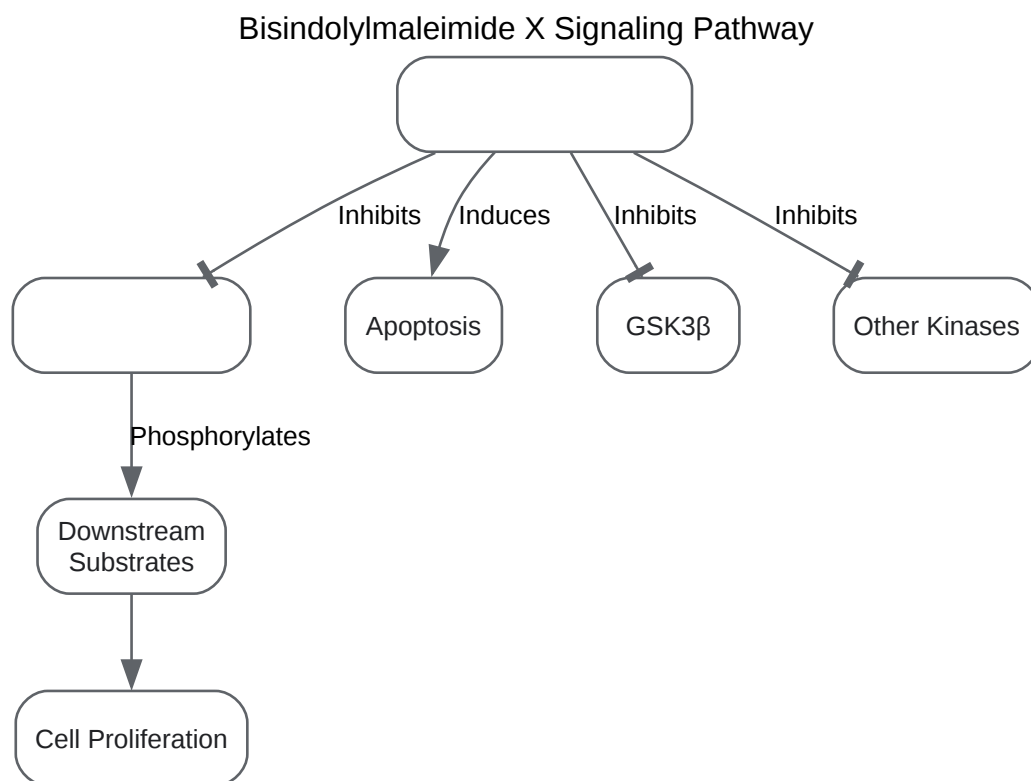 Bisindolylmaleimide X Signaling Pathway
Inhibits
Induces
Inhibits
Inhibits
Apoptosis
GSK3β
Other Kinases
Phosphorylates
Downstream
Substrates
Cell Proliferation